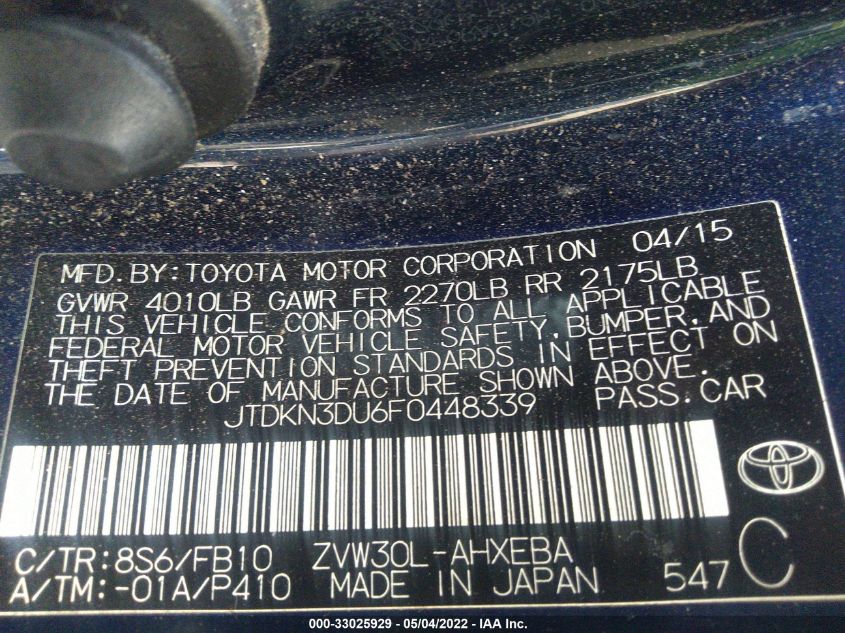 MFD.BY:TOYOTA MOTOR CORPORATION 04/15
GVWR 4010LB GAWR FR 2270LB RR 2175LB
THIS VEHICLE CONFORMS TO ALL APPLICABLE
FEDERAL MOTOR VEHICLE SAFETY,BUMPER,AND
THEFT PREVENTION STANDARDS IN EFFECT ON
THE DATE OF MANUFACTURE SHOWN ABOVE.
JTDKN3DU6F0448339 PASS.CAR
C/TR:8S6/FB10 ZVW30L-AHXEBA
A/TM:-01A/P410 MADE IN JAPAN 547 C
000-33025929 - 05/04/2022 - IAA Inc.